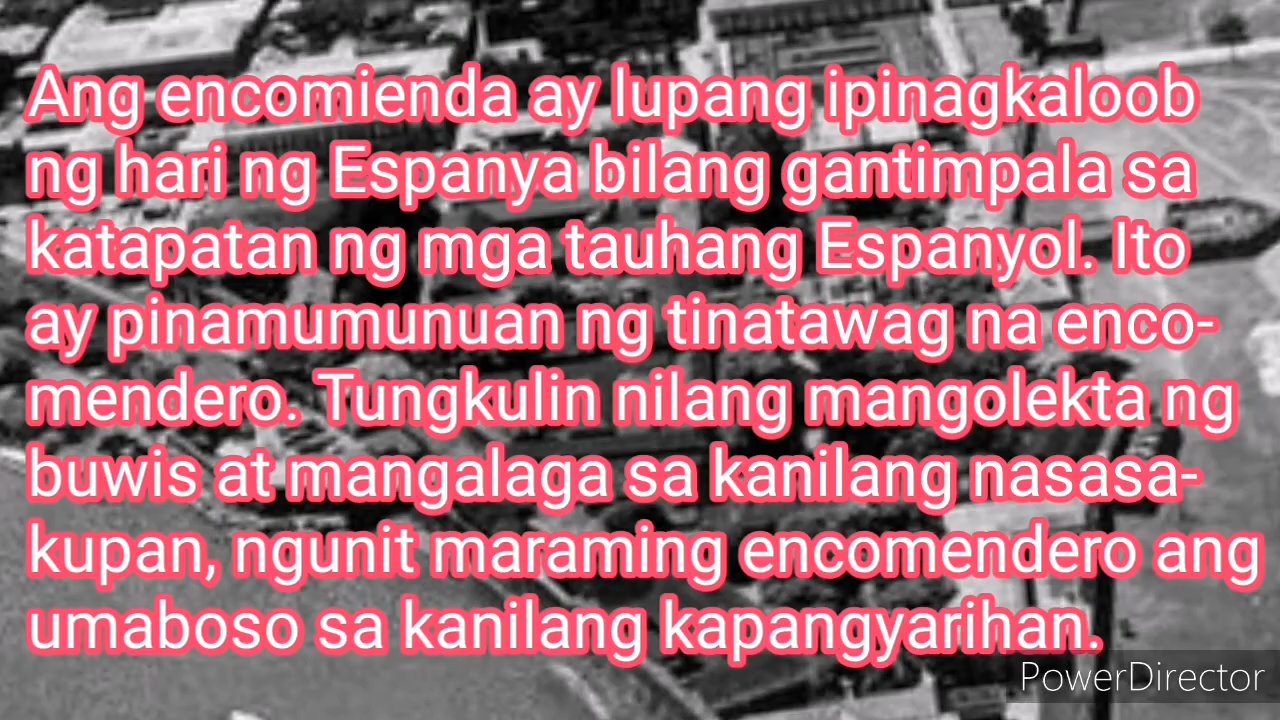 Ang encomienda ay lupang ipinagkaloob
ng hari ng Espanya bilang gantimpala sa
katapatan ng mga tauhang Espanyol. Ito
ay pinamumunuan ng tinatawag na enco-
mendero. Tungkulin nilang mangolekta ng
buwis at mangalaga sa kanilang nasasa-
kupan, ngunit maraming encomendero ang
umaboso sa kanilang kapangyarihan.
PowerDirector